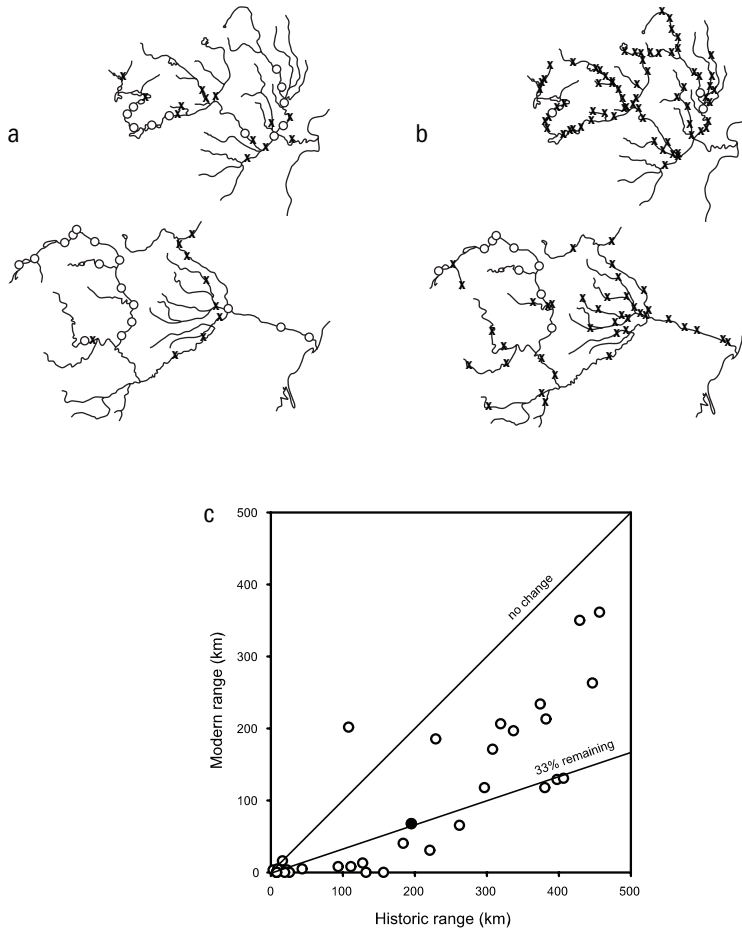 a
b
c
500
400
300
200
100
0
Modern range (km)
no change
33% remaining
0 100 200 300 400 500
Historic range (km)